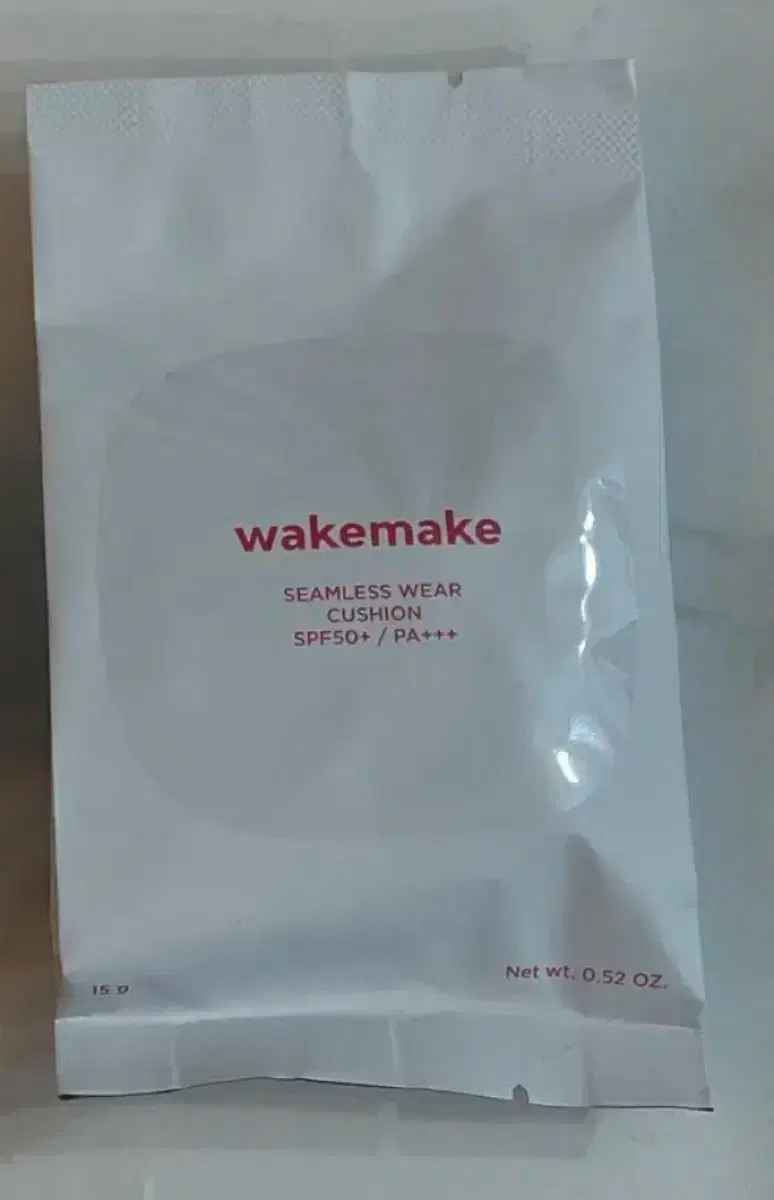 wakemake
SEAMLESS WEAR
CUSHION
SPF50+ / PA+++
15 g
Net wt. 0.52 OZ.